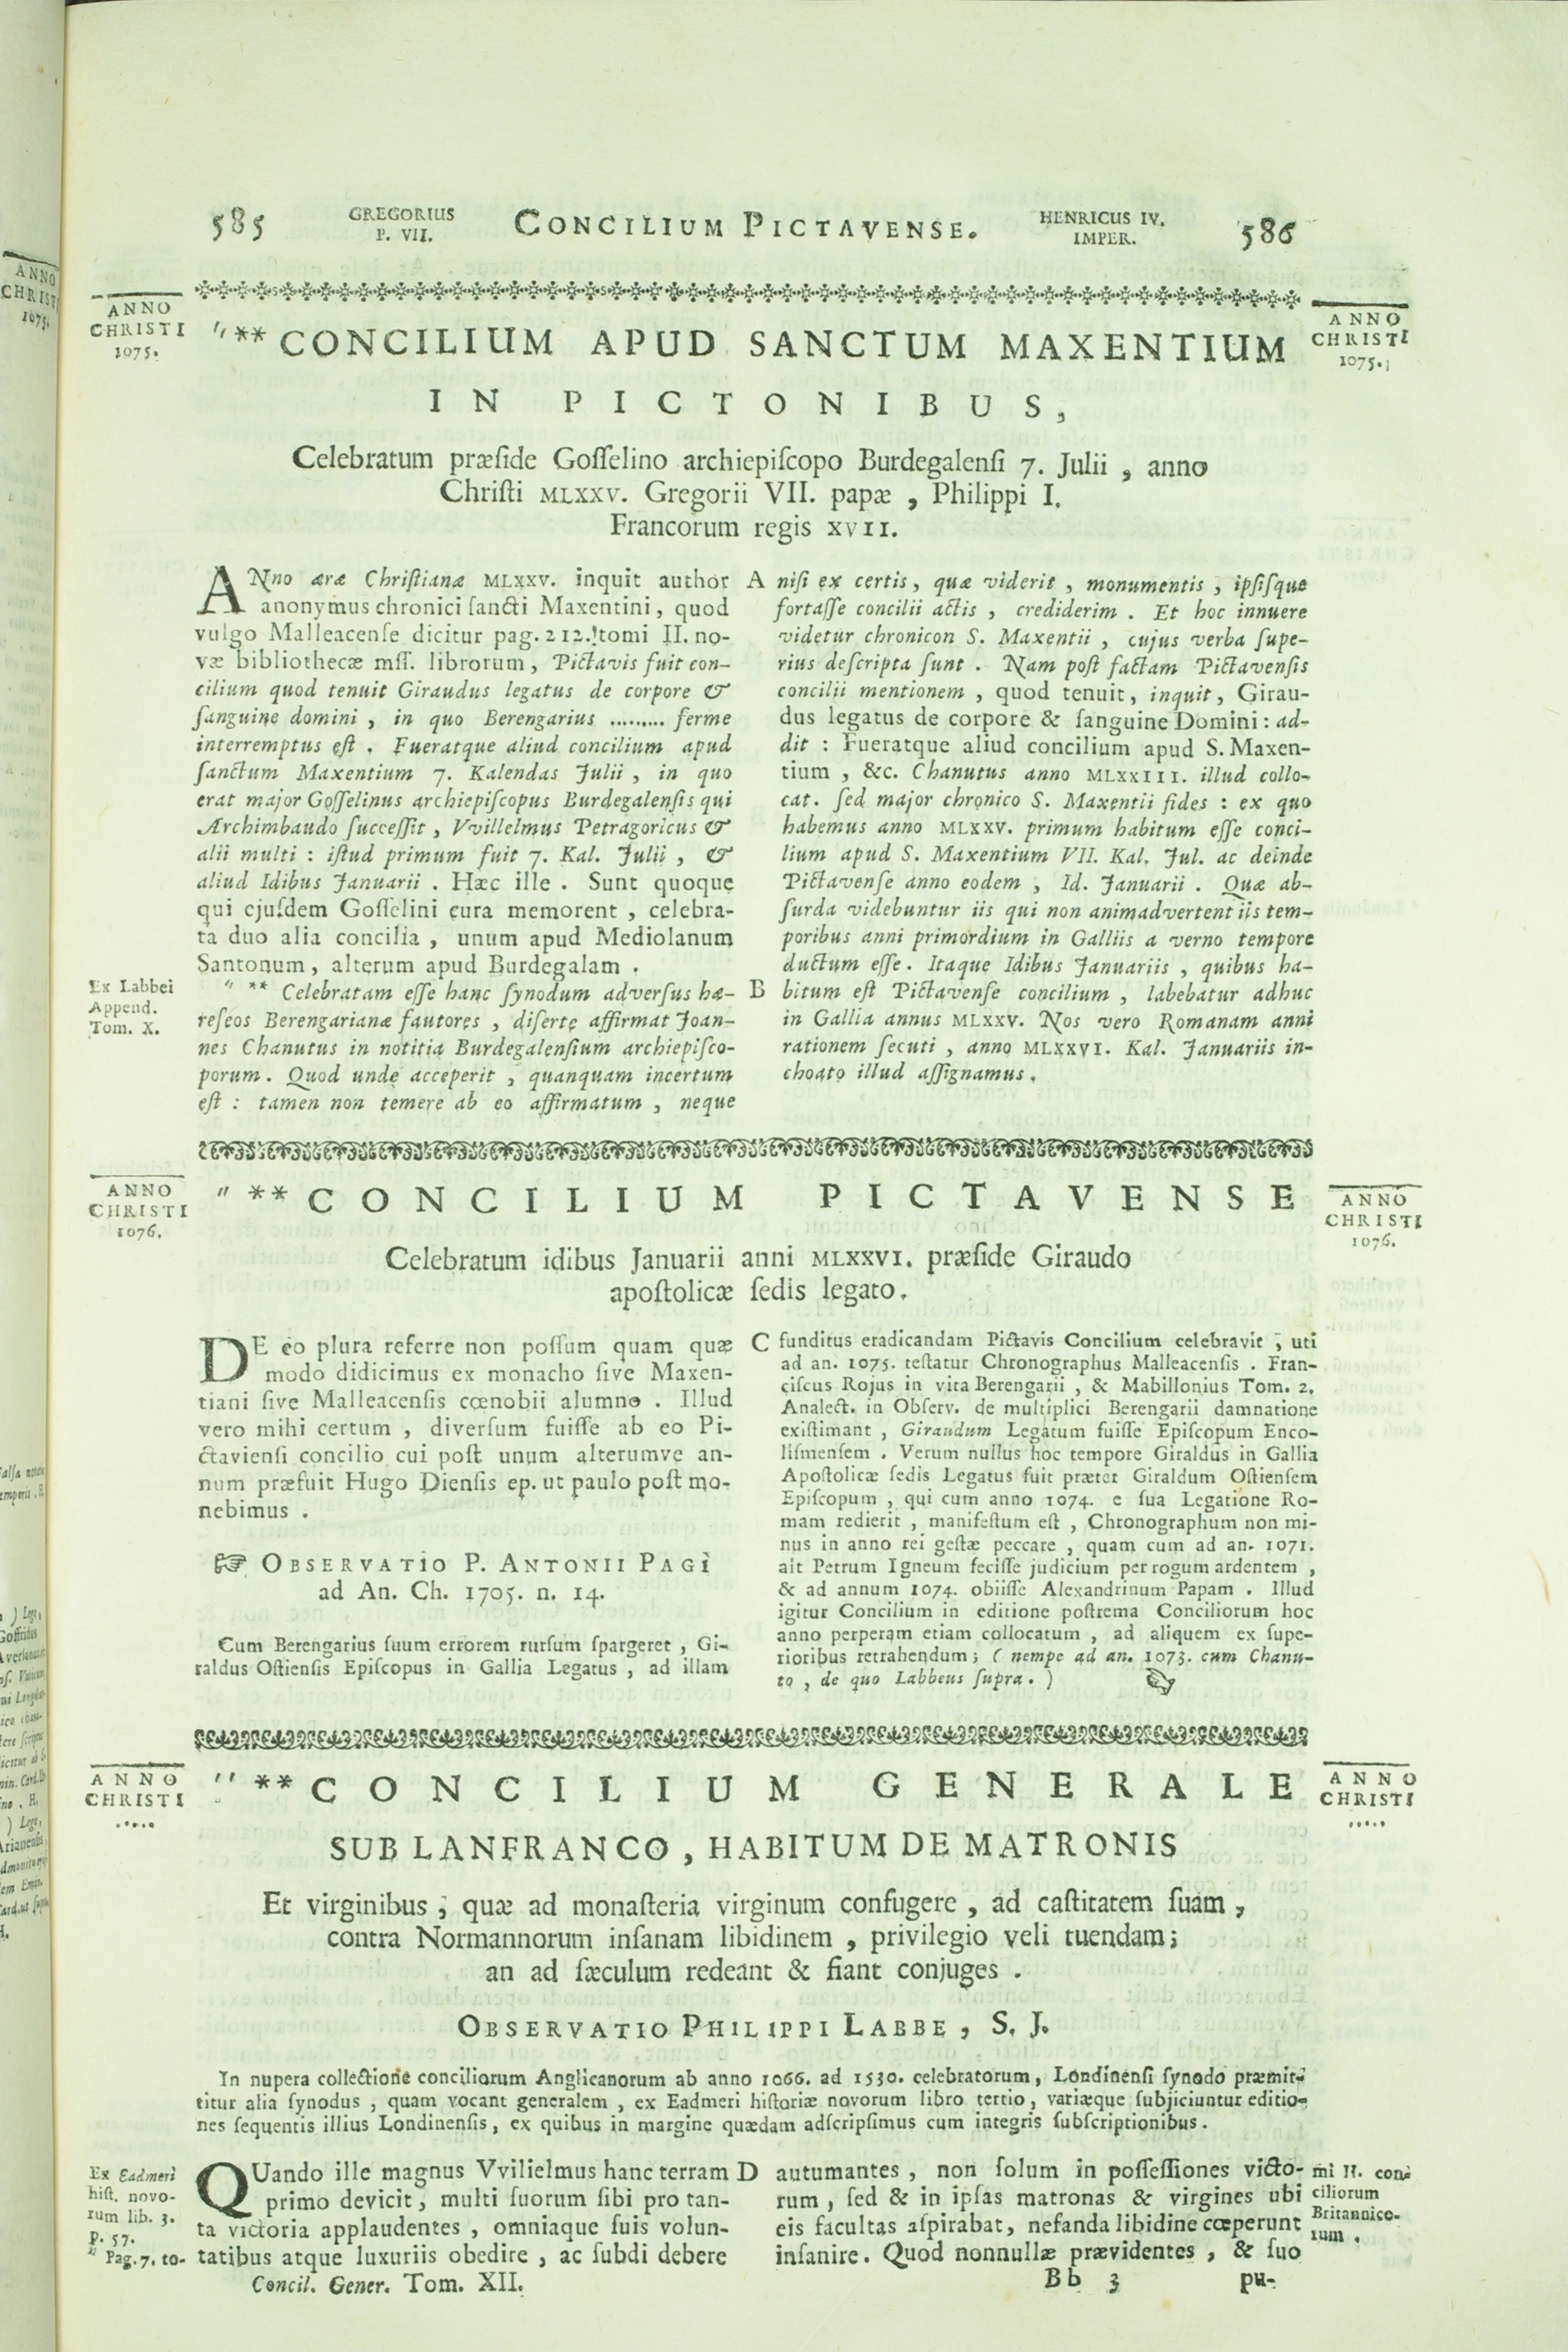 585 GREGORIUS P. VII. CONCILIUM PICTAVENSE. HENRICUS IV. IMPER. 586
ANNO
CHRISTI
1075.
ANNO
CHRISTI
1075.
" ** CONCILIUM APUD SANCTUM MAXENTIUM
IN PICTONIBUS,
Celebratum præſide Goſſelino archiepiſcopo Burdegalenſi 7. Julii, anno
Chriſti MLXXV. Gregorii VII. papæ, Philippi I.
Francorum regis XVII.
ANno æræ Chriſtianæ MLXXV. inquit author
anonymus chronici ſancti Maxentini, quod
vulgo Malleacenſe dicitur pag. 212. tomi II. no-
væ bibliothecæ mſſ. librorum, Pictavis fuit con-
cilium quod tenuit Giraudus legatus de corpore &
ſanguine domini, in quo Berengarius ......... ferme
interremptus eſt. Fueratque aliud concilium apud
ſanctum Maxentium 7. Kalendas Julii, in quo
erat major Goſſelinus archiepiſcopus Burdegalenſis qui
Archimbaudo ſucceſſit, Vvillelmus Petragoricus &
alii multi: iſtud primum fuit 7. Kal. Julii, &
aliud Idibus Januarii. Hæc ille. Sunt quoque
qui ejuſdem Goſſelini cura memorent, celebra-
ta duo alia concilia, unum apud Mediolanum
Santonum, alterum apud Burdegalam.
Ex Labbei
Append.
Tom. X.
" ** Celebratam eſſe hanc ſynodum adverſus hæ-
reſeos Berengarianæ fautores, diſerte affirmat Joan-
nes Chanutus in notitia Burdegalenſium archiepiſco-
porum. Quod unde acceperit, quanquam incertum
eſt: tamen non temere ab eo affirmatum, neque
A niſi ex certis, quæ viderit, monumentis, ipſiſque
fortaſſe concilii actis, crediderim. Et hoc innuere
videtur chronicon S. Maxentii, cujus verba ſupe-
rius deſcripta ſunt. Nam poſt factam Pictavenſis
concilii mentionem, quod tenuit, inquit, Girau-
dus legatus de corpore & ſanguine Domini: ad-
dit: Fueratque aliud concilium apud S. Maxen-
tium, &c. Chanutus anno MLXXIII. illud collo-
cat. ſed major chronico S. Maxentii fides: ex quo
habemus anno MLXXV. primum habitum eſſe conci-
lium apud S. Maxentium VII. Kal. Jul. ac deinde
Pictavenſe anno eodem, Id. Januarii. Quæ ab-
ſurda videbuntur iis qui non animadvertent iis tem-
poribus anni primordium in Galliis a verno tempore
ductum eſſe. Itaque Idibus Januariis, quibus ha-
B bitum eſt Pictavenſe concilium, labebatur adhuc
in Gallia annus MLXXV. Nos vero Romanam anni
rationem ſecuti, anno MLXXVI. Kal. Januariis in-
choato illud aſſignamus.
ANNO
CHRISTI
1076.
ANNO
CHRISTI
1076.
" ** CONCILIUM PICTAVENSE
Celebratum idibus Januarii anni MLXXVI. præſide Giraudo
apoſtolicæ ſedis legato.
DE eo plura referre non poſſum quam quæ
modo didicimus ex monacho ſive Maxen-
tiani ſive Malleacenſis cœnobii alumno. Illud
vero mihi certum, diverſum fuiſſe ab eo Pi-
ctavienſi concilio cui poſt unum alterumve an-
num præfuit Hugo Dienſis ep. ut paulo poſt mo-
nebimus.
☞ OBSERVATIO P. ANTONII PAGI
ad An. Ch. 1705. n. 14.
Cum Berengarius ſuum errorem rurſum ſpargeret, Gi-
raldus Oſtienſis Epiſcopus in Gallia Legatus, ad illam
C funditus eradicandam Pictavis Concilium celebravit, uti
ad an. 1075. teſtatur Chronographus Malleacenſis. Fran-
ciſcus Rojus in vita Berengarii, & Mabillonius Tom. 2.
Analect. in Obſerv. de multiplici Berengarii damnatione
exiſtimant, Giraudum Legatum fuiſſe Epiſcopum Enco-
liſmenſem. Verum nullus hoc tempore Giraldus in Gallia
Apoſtolicæ ſedis Legatus fuit præter Giraldum Oſtienſem
Epiſcopum, qui cum anno 1074. e ſua Legatione Ro-
mam redierit, manifeſtum eſt, Chronographum non mi-
nus in anno rei geſtæ peccare, quam cum ad an. 1071.
ait Petrum Igneum feciſſe judicium per rogum ardentem,
& ad annum 1074. obiiſſe Alexandrinum Papam. Illud
igitur Concilium in editione poſtrema Conciliorum hoc
anno perperam etiam collocatum, ad aliquem ex ſupe-
rioribus retrahendum; ( nempe ad an. 1073. cum Chanu-
to, de quo Labbeus ſupra. )
ANNO
CHRISTI
.....
ANNO
CHRISTI
.....
" ** CONCILIUM GENERALE
SUB LANFRANCO, HABITUM DE MATRONIS
Et virginibus, quæ ad monaſteria virginum confugere, ad caſtitatem ſuam,
contra Normannorum inſanam libidinem, privilegio veli tuendam;
an ad ſæculum redeant & fiant conjuges.
OBSERVATIO PHILIPPI LABBE, S. J.
In nupera collectione conciliorum Anglicanorum ab anno 1066. ad 1530. celebratorum, Londinenſi ſynodo præmit-
titur alia ſynodus, quam vocant generalem, ex Eadmeri hiſtoriæ novorum libro tertio, variæque ſubjiciuntur editio-
nes ſequentis illius Londinenſis, ex quibus in margine quædam adſcripſimus cum integris ſubſcriptionibus.
Ex Eadmeri
hiſt. novo-
rum lib. 3.
p. 57.
" Pag. 7. to-
QUando ille magnus Vvilielmus hanc terram
primo devicit, multi ſuorum ſibi pro tan-
ta victoria applaudentes, omniaque ſuis volun-
tatibus atque luxuriis obedire, ac ſubdi debere
D autumantes, non ſolum in poſſeſſiones victo-
rum, ſed & in ipſas matronas & virgines ubi
eis facultas aſpirabat, nefanda libidine cœperunt
inſanire. Quod nonnullæ prævidentes, & ſuo
mi II. con-
ciliorum
Britannico-
rum.
Concil. Gener. Tom. XII.
Bb 3
pu-